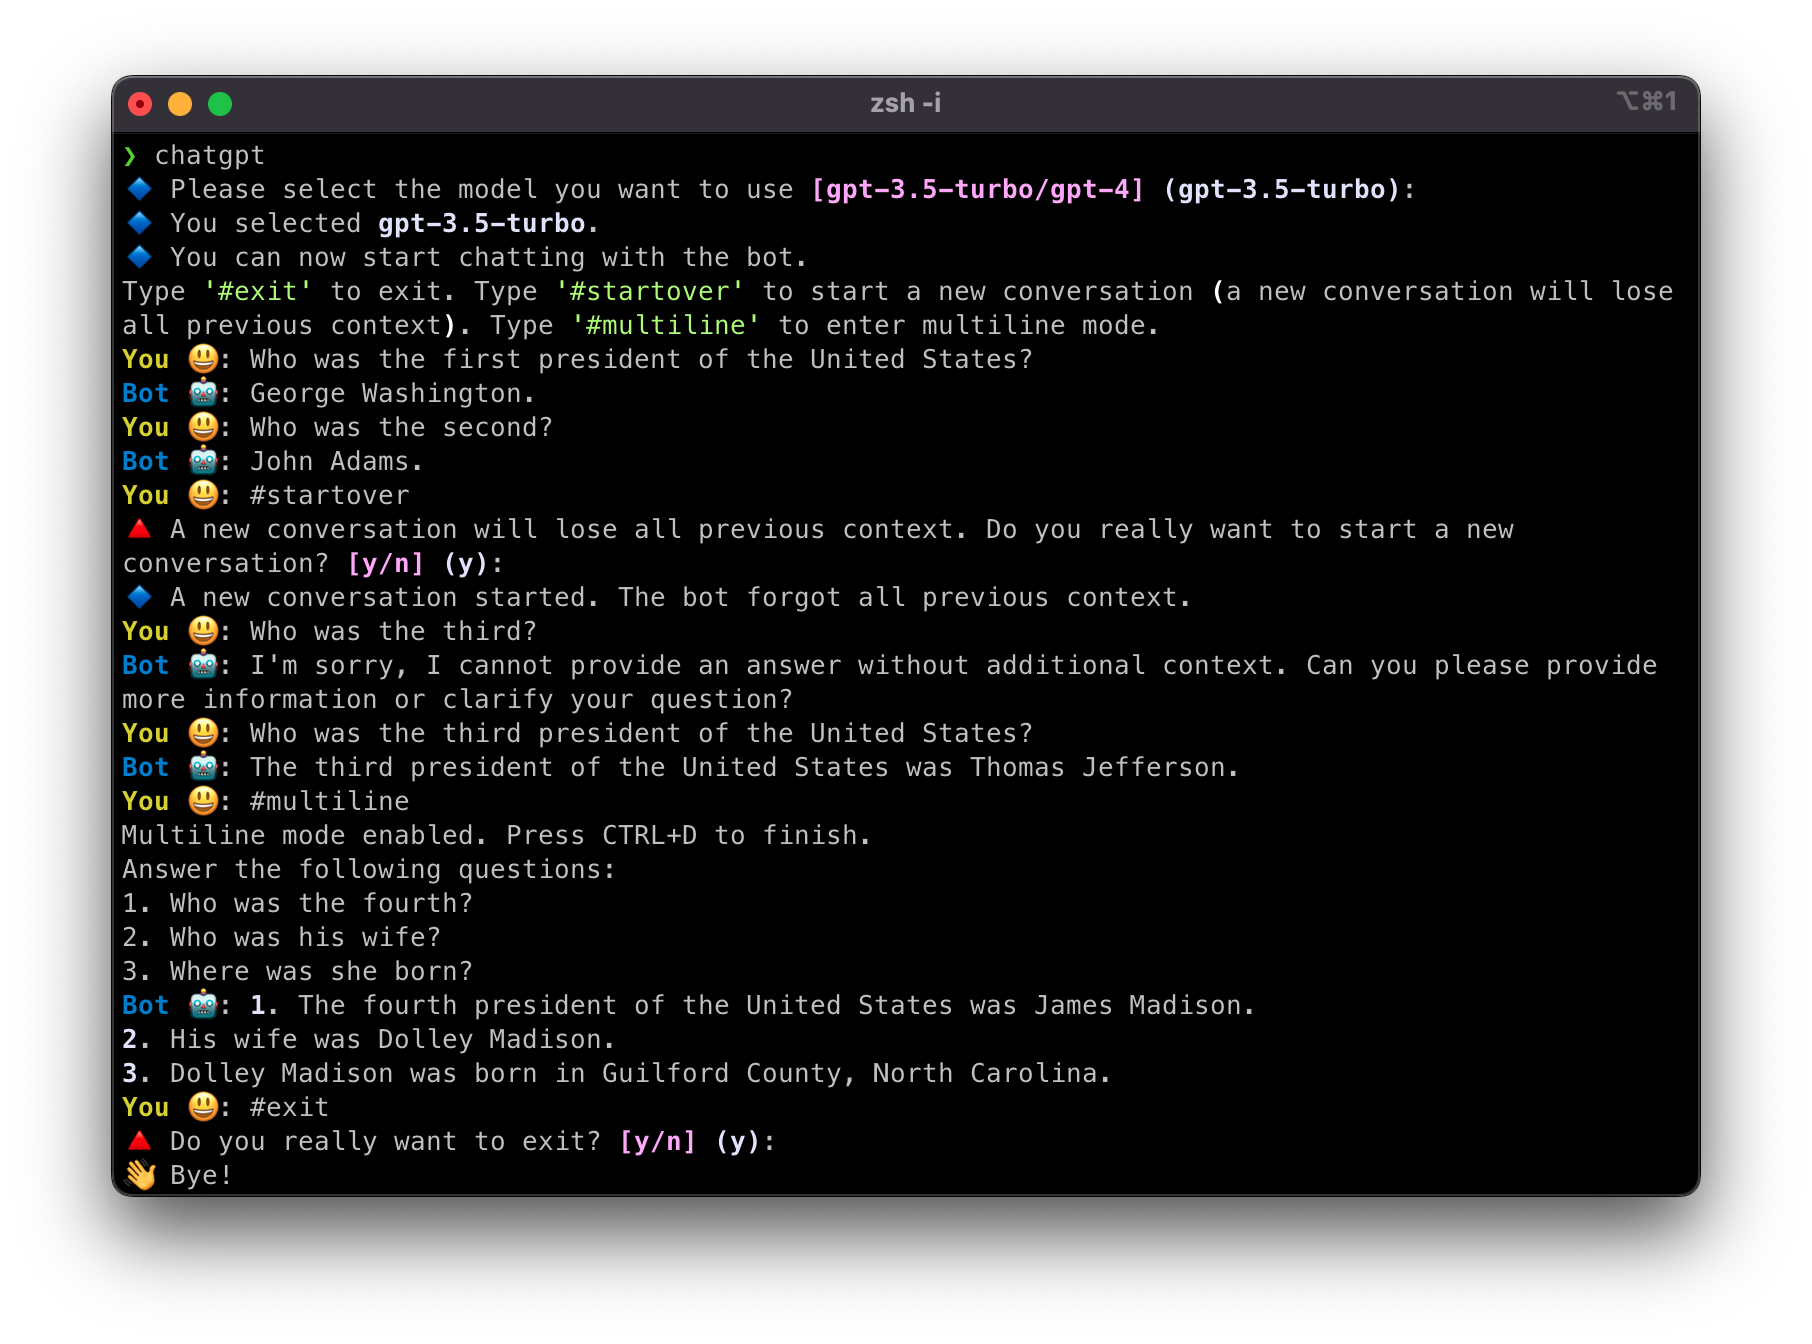 zsh -i
⌥⌘1
❯ chatgpt
🔷 Please select the model you want to use [gpt-3.5-turbo/gpt-4] (gpt-3.5-turbo):
🔷 You selected gpt-3.5-turbo.
🔷 You can now start chatting with the bot.
Type '#exit' to exit. Type '#startover' to start a new conversation (a new conversation will lose
all previous context). Type '#multiline' to enter multiline mode.
You 😃: Who was the first president of the United States?
Bot 🤖: George Washington.
You 😃: Who was the second?
Bot 🤖: John Adams.
You 😃: #startover
🔺 A new conversation will lose all previous context. Do you really want to start a new
conversation? [y/n] (y):
🔷 A new conversation started. The bot forgot all previous context.
You 😃: Who was the third?
Bot 🤖: I'm sorry, I cannot provide an answer without additional context. Can you please provide
more information or clarify your question?
You 😃: Who was the third president of the United States?
Bot 🤖: The third president of the United States was Thomas Jefferson.
You 😃: #multiline
Multiline mode enabled. Press CTRL+D to finish.
Answer the following questions:
1. Who was the fourth?
2. Who was his wife?
3. Where was she born?
Bot 🤖: 1. The fourth president of the United States was James Madison.
2. His wife was Dolley Madison.
3. Dolley Madison was born in Guilford County, North Carolina.
You 😃: #exit
🔺 Do you really want to exit? [y/n] (y):
👋 Bye!